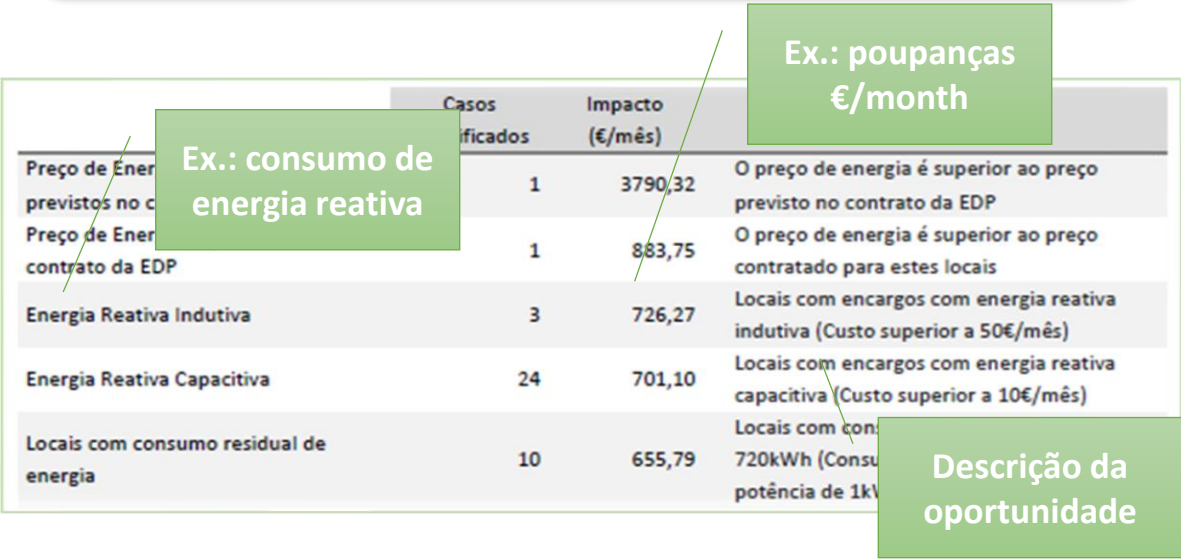 Ex.: poupanças
€/month
Casos
ificados
Impacto
(€/mês)
Ex.: consumo de
energia reativa
Preço de Ener
previstos no c
1
3790,32
O preço de energia é superior ao preço
previsto no contrato da EDP
Preço de Ener
contrato da EDP
1
883,75
O preço de energia é superior ao preço
contratado para estes locais
Energia Reativa Indutiva
3
726,27
Locais com encargos com energia reativa
indutiva (Custo superior a 50€/mês)
Energia Reativa Capacitiva
24
701,10
Locais com encargos com energia reativa
capacitiva (Custo superior a 10€/mês)
Locais com consumo residual de
energia
10
655,79
Locais com cons
720kWh (Consu
potência de 1k
Descrição da
oportunidade